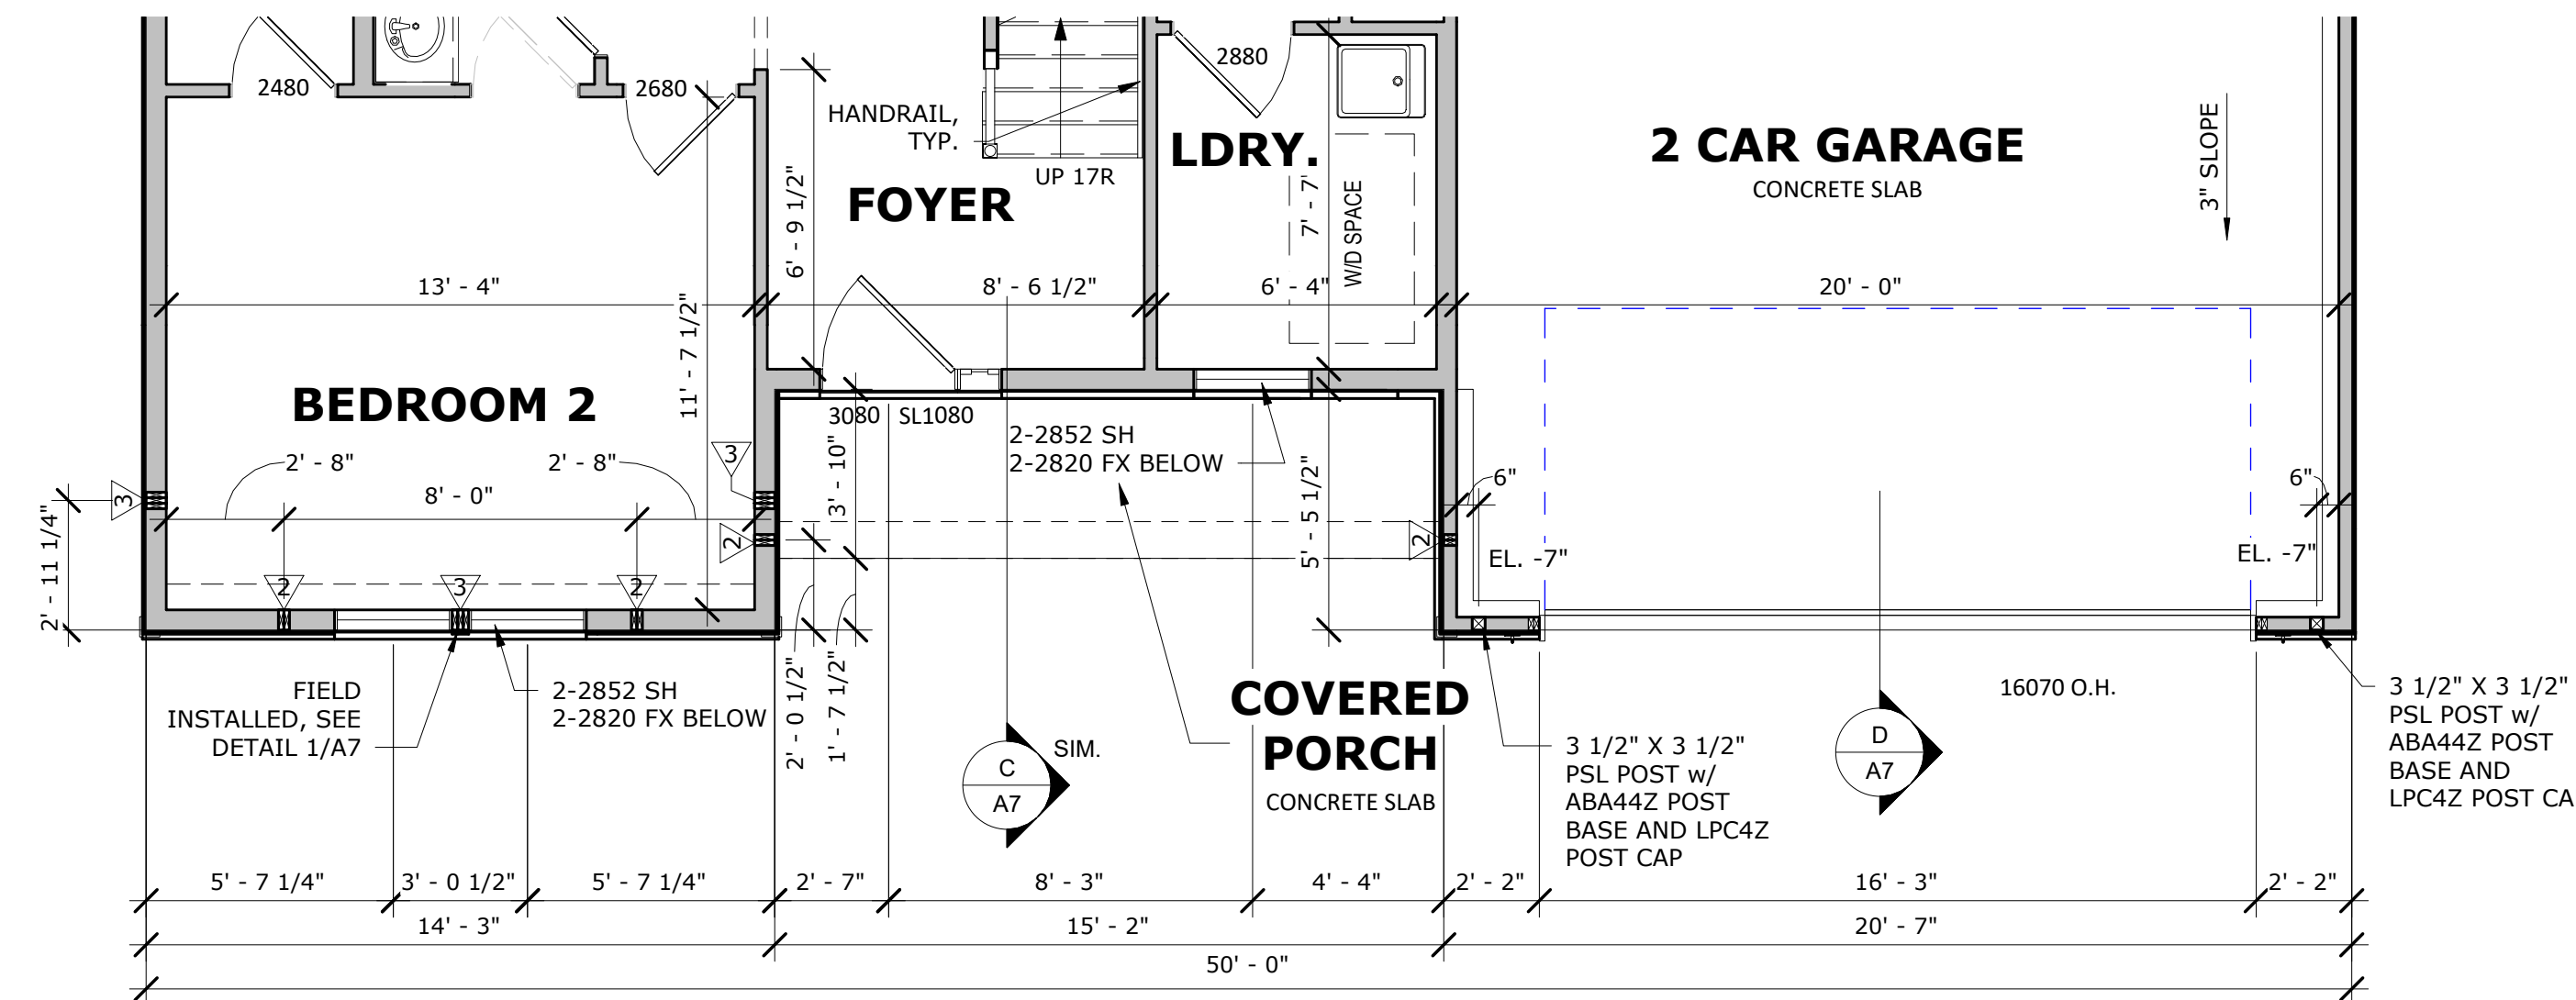 2480
2680
2880
HANDRAIL,
TYP.
UP 17R
LDRY.
FOYER
2 CAR GARAGE
CONCRETE SLAB
3" SLOPE
6' - 9 1/2"
7' - 7"
W/D SPACE
13' - 4"
8' - 6 1/2"
6' - 4"
20' - 0"
11' - 7 1/2"
BEDROOM 2
3080
SL1080
2-2852 SH
2-2820 FX BELOW
2' - 8"
2' - 8"
8' - 0"
3
3
3' - 10"
5' - 5 1/2"
6"
6"
2
2
EL. -7"
EL. -7"
2' - 11 1/4"
2
3
2
FIELD
INSTALLED, SEE
DETAIL 1/A7
2-2852 SH
2-2820 FX BELOW
2' - 0 1/2"
1' - 7 1/2"
COVERED
PORCH
CONCRETE SLAB
C
A7
SIM.
3 1/2" X 3 1/2"
PSL POST w/
ABA44Z POST
BASE AND LPC4Z
POST CAP
16070 O.H.
D
A7
3 1/2" X 3 1/2"
PSL POST w/
ABA44Z POST
BASE AND
LPC4Z POST CA
5' - 7 1/4"
3' - 0 1/2"
5' - 7 1/4"
2' - 7"
8' - 3"
4' - 4"
2' - 2"
16' - 3"
2' - 2"
14' - 3"
15' - 2"
20' - 7"
50' - 0"